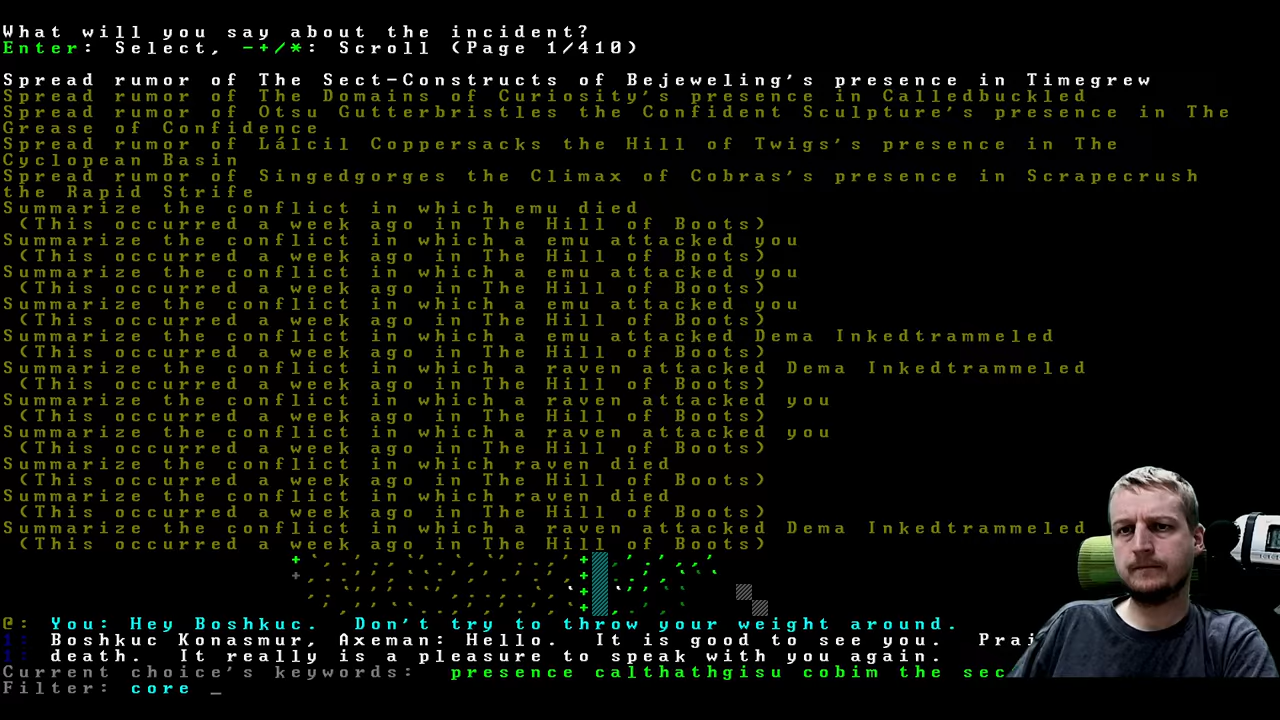 What will you say about the incident?
Enter: Select, -+/*: Scroll (Page 1/410)
Spread rumor of The Sect-Constructs of Bejeweling's presence in Timegrew
Spread rumor of The Domains of Curiosity's presence in Calledbuckled
Spread rumor of Otsu Gutterbristles the Confident Sculpture's presence in The
Grease of Confidence
Spread rumor of Lálcil Coppersacks the Hill of Twigs's presence in The
Cyclopean Basin
Spread rumor of Singedgorges the Climax of Cobras's presence in Scrapecrush
the Rapid Strife
Summarize the conflict in which emu died
(This occurred a week ago in The Hill of Boots)
Summarize the conflict in which a emu attacked you
(This occurred a week ago in The Hill of Boots)
Summarize the conflict in which a emu attacked you
(This occurred a week ago in The Hill of Boots)
Summarize the conflict in which a emu attacked you
(This occurred a week ago in The Hill of Boots)
Summarize the conflict in which a emu attacked Dema Inkedtrammeled
(This occurred a week ago in The Hill of Boots)
Summarize the conflict in which a raven attacked Dema Inkedtrammeled
(This occurred a week ago in The Hill of Boots)
Summarize the conflict in which a raven attacked you
(This occurred a week ago in The Hill of Boots)
Summarize the conflict in which a raven attacked you
(This occurred a week ago in The Hill of Boots)
Summarize the conflict in which raven died
(This occurred a week ago in The Hill of Boots)
Summarize the conflict in which raven died
(This occurred a week ago in The Hill of Boots)
Summarize the conflict in which a raven attacked Dema Inkedtrammeled
(This occurred a week ago in The Hill of Boots)
@: You: Hey Boshkuc. Don't try to throw your weight around.
Boshkuc Konasmur, Axeman: Hello. It is good to see you. Prai
death. It really is a pleasure to speak with you again.
Current choice's keywords: presence calthathgisu cobim the sec
Filter: core _